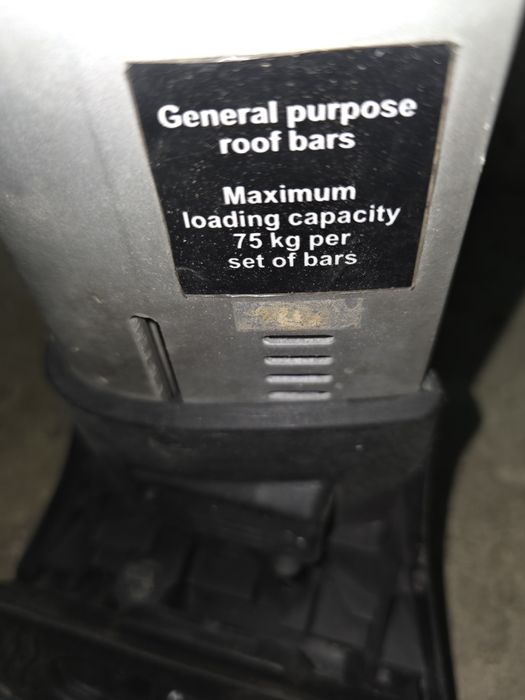 General purpose
roof bars
Maximum
loading capacity
75 kg per
set of bars